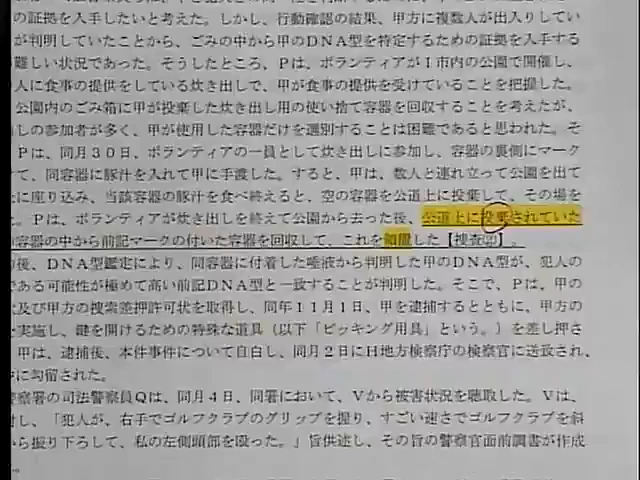 の証拠を入手したいと考えた。しかし、行動確認の結果、甲方に複数人が出入りしてい
が判明していたことから、ごみの中から甲のDNA型を特定するための証拠を入手する
難しい状況であった。そうしたところ、Pは、ボランティアが1市内の公園で開催し、
人に食事の提供をしている炊き出しで、甲が食事の提供を受けていることを把握した。
公園内のごみ箱に甲が投棄した炊き出し用の使い捨て容器を回収することを考えたが、
しの参加者が多く、甲が使用した容器だけを選別することは困難であると思われた。そ
Pは、同月30日、ボランティアの一員として炊き出しに参加し、容器の裏側にマーク
て、同容器に豚汁を入れて甲に手渡した。すると、甲は、数人と連れ立って公園を出て
に座り込み、当該容器の豚汁を食べ終えると、空の容器を公道上に投棄して、その場を
。Pは、ボランティアが炊き出しを終えて公園から去った後、公道上に投棄されていた
容器の中から前記マークの付いた容器を回収して、これを領置した【捜査②】。
後、DNA型鑑定により、同容器に付着した唾液から判明した甲のDNA型が、犯人の
である可能性が極めて高い前記DNA型と一致することが判明した。そこで、Pは、甲の
及び甲方の捜索差押許可状を取得し、同年11月1日、甲を逮捕するとともに、甲方の
実施し、鍵を開けるための特殊な道具(以下「ピッキング用具」という。)を差し押さ
甲は、逮捕後、本件事件について自白し、同月2日にH地方検察庁の検察官に送致され、
に勾留された。
警察署の司法警察員Qは、同月4日、同署において、Vから被害状況を聴取した。Vは、
対し、「犯人が、右手でゴルフクラブのグリップを握り、すごい速さでゴルフクラブを斜
から振り下ろして、私の左側頭部を殴った。」旨供述し、その旨の警察官面前調書が作成